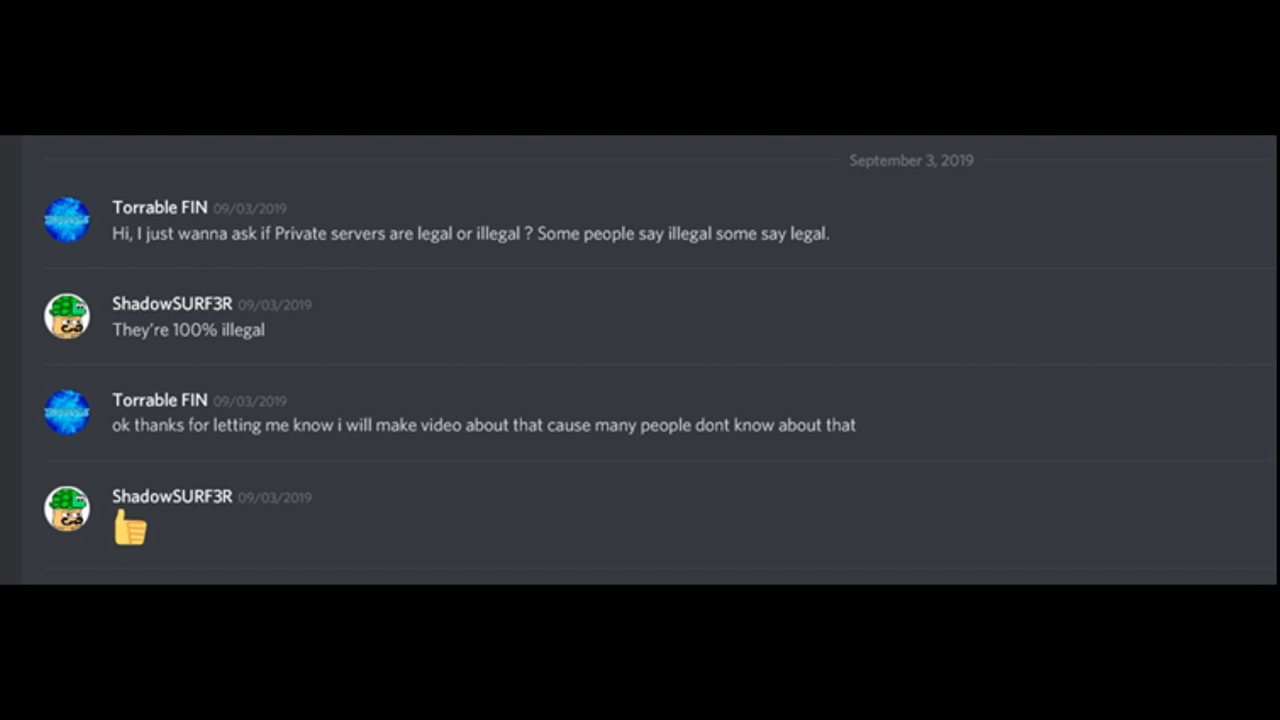 September 3, 2019
Torrable FIN 09/03/2019
Hi, I just wanna ask if Private servers are legal or illegal ? Some people say illegal some say legal.
ShadowSURF3R 09/03/2019
They're 100% illegal
Torrable FIN 09/03/2019
ok thanks for letting me know i will make video about that cause many people dont know about that
ShadowSURF3R 09/03/2019